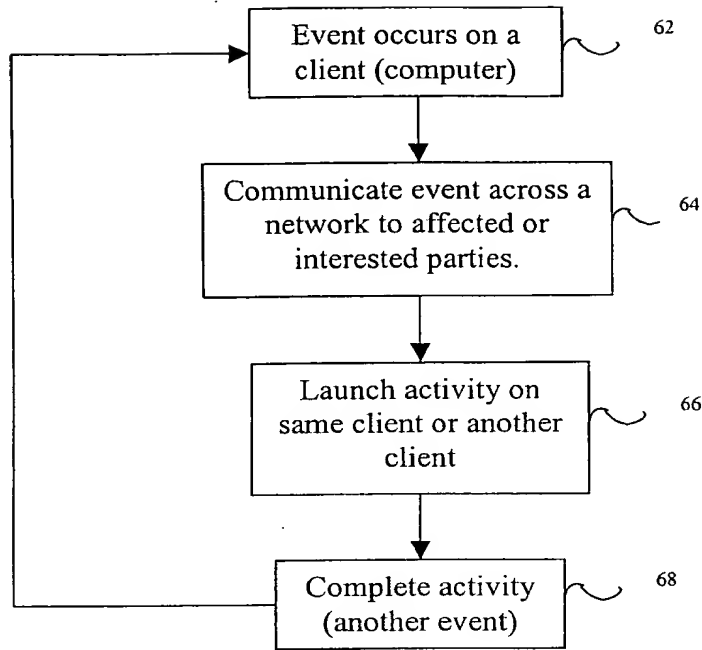 Event occurs on a
client (computer)
62
Communicate event across a
network to affected or
interested parties.
64
Launch activity on
same client or another
client
66
Complete activity
(another event)
68